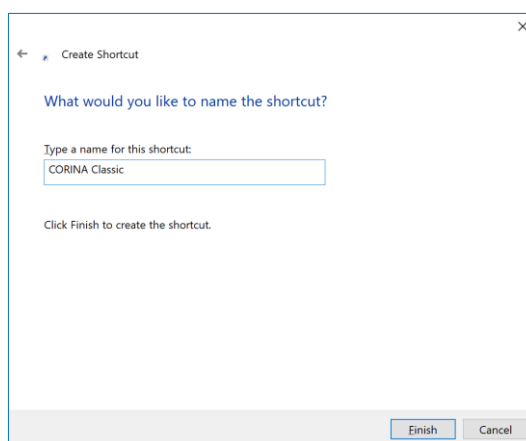 Create Shortcut
What would you like to name the shortcut?
Type a name for this shortcut:
CORINA Classic
Click Finish to create the shortcut.
Finish
Cancel